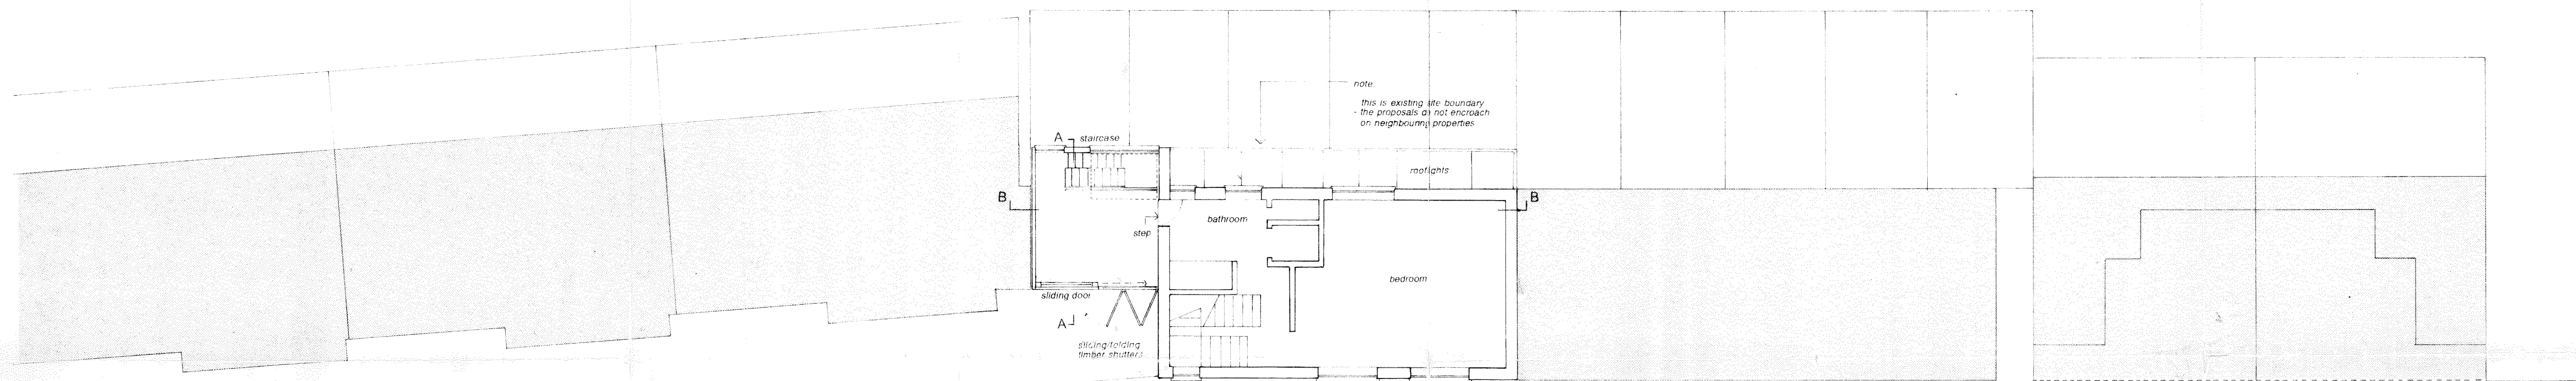 note:
this is existing site boundary
- the proposals do not encroach
on neighbouring properties
A staircase
rooflights
B
B
bathroom
step
bedroom
sliding door
A
sliding/folding
timber shutters